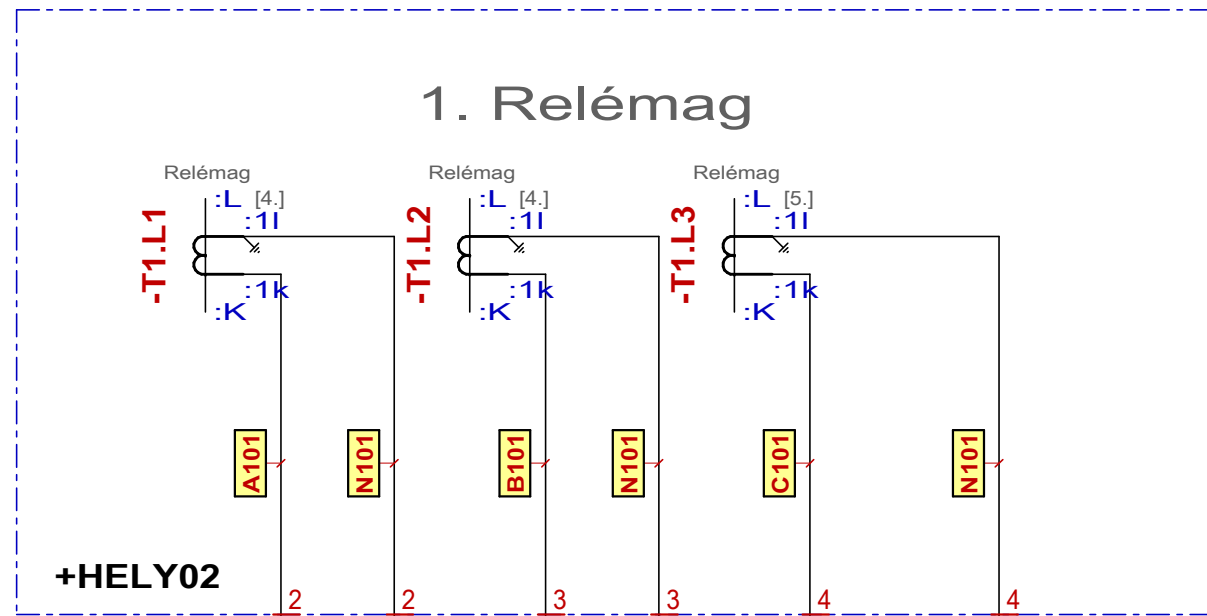 1. Relémag
Relémag
Relémag
Relémag
:L [4.]
:1l
-T1.L1
:1k
:K
:L [4.]
:1l
-T1.L2
:1k
:K
:L [5.]
:1l
-T1.L3
:1k
:K
A101
N101
B101
N101
C101
N101
+HELY02
2
2
3
3
4
4